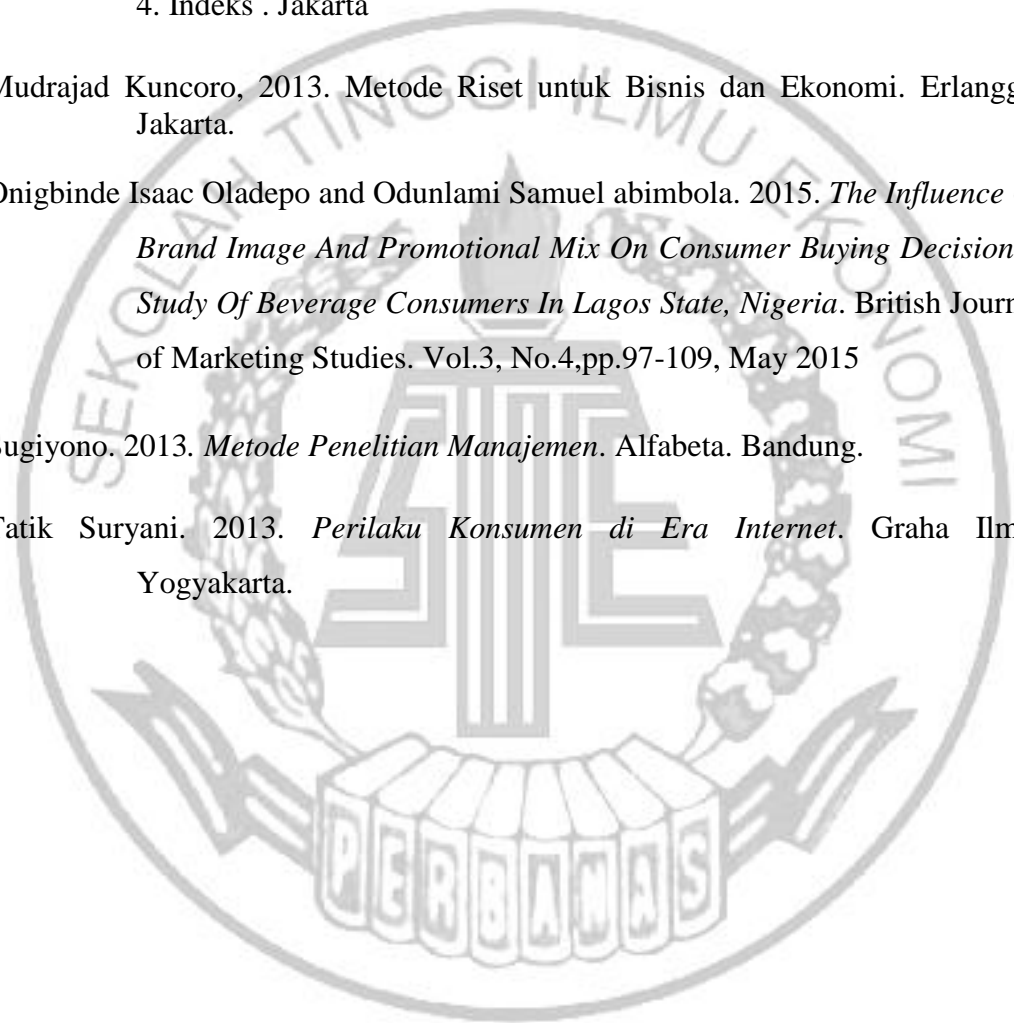 4. Indeks . Jakarta
Mudrajad Kuncoro, 2013. Metode Riset untuk Bisnis dan Ekonomi. Erlangg
Jakarta.
Onigbinde Isaac Oladepo and Odunlami Samuel abimbola. 2015. The Influence
Brand Image And Promotional Mix On Consumer Buying Decision
Study Of Beverage Consumers In Lagos State, Nigeria. British Journ
of Marketing Studies. Vol.3, No.4,pp.97-109, May 2015
Sugiyono. 2013. Metode Penelitian Manajemen. Alfabeta. Bandung.
Tatik Suryani. 2013. Perilaku Konsumen di Era Internet. Graha Ilm
Yogyakarta.
SEKOLAH TINGGI ILMU EKONOMI
PERBANAS